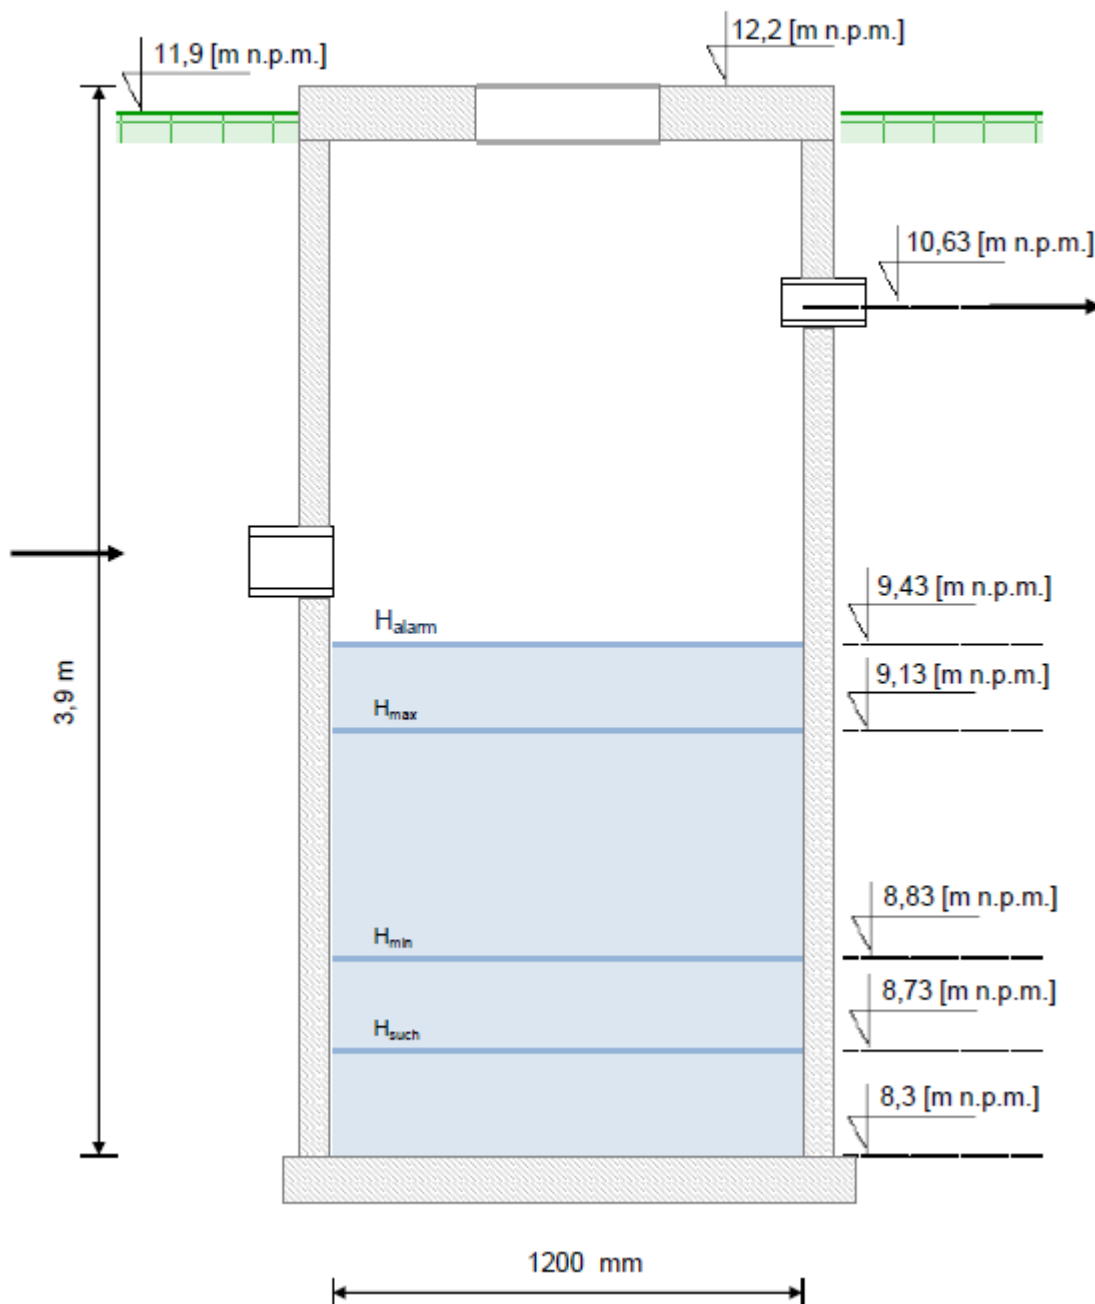 12,2 [m n.p.m.]
11,9 [m n.p.m.]
10,63 [m n.p.m.]
9,43 [m n.p.m.]
Halarm
9,13 [m n.p.m.]
3,9 m
Hmax
8,83 [m n.p.m.]
Hmin
8,73 [m n.p.m.]
Hsuch
8,3 [m n.p.m.]
1200 mm